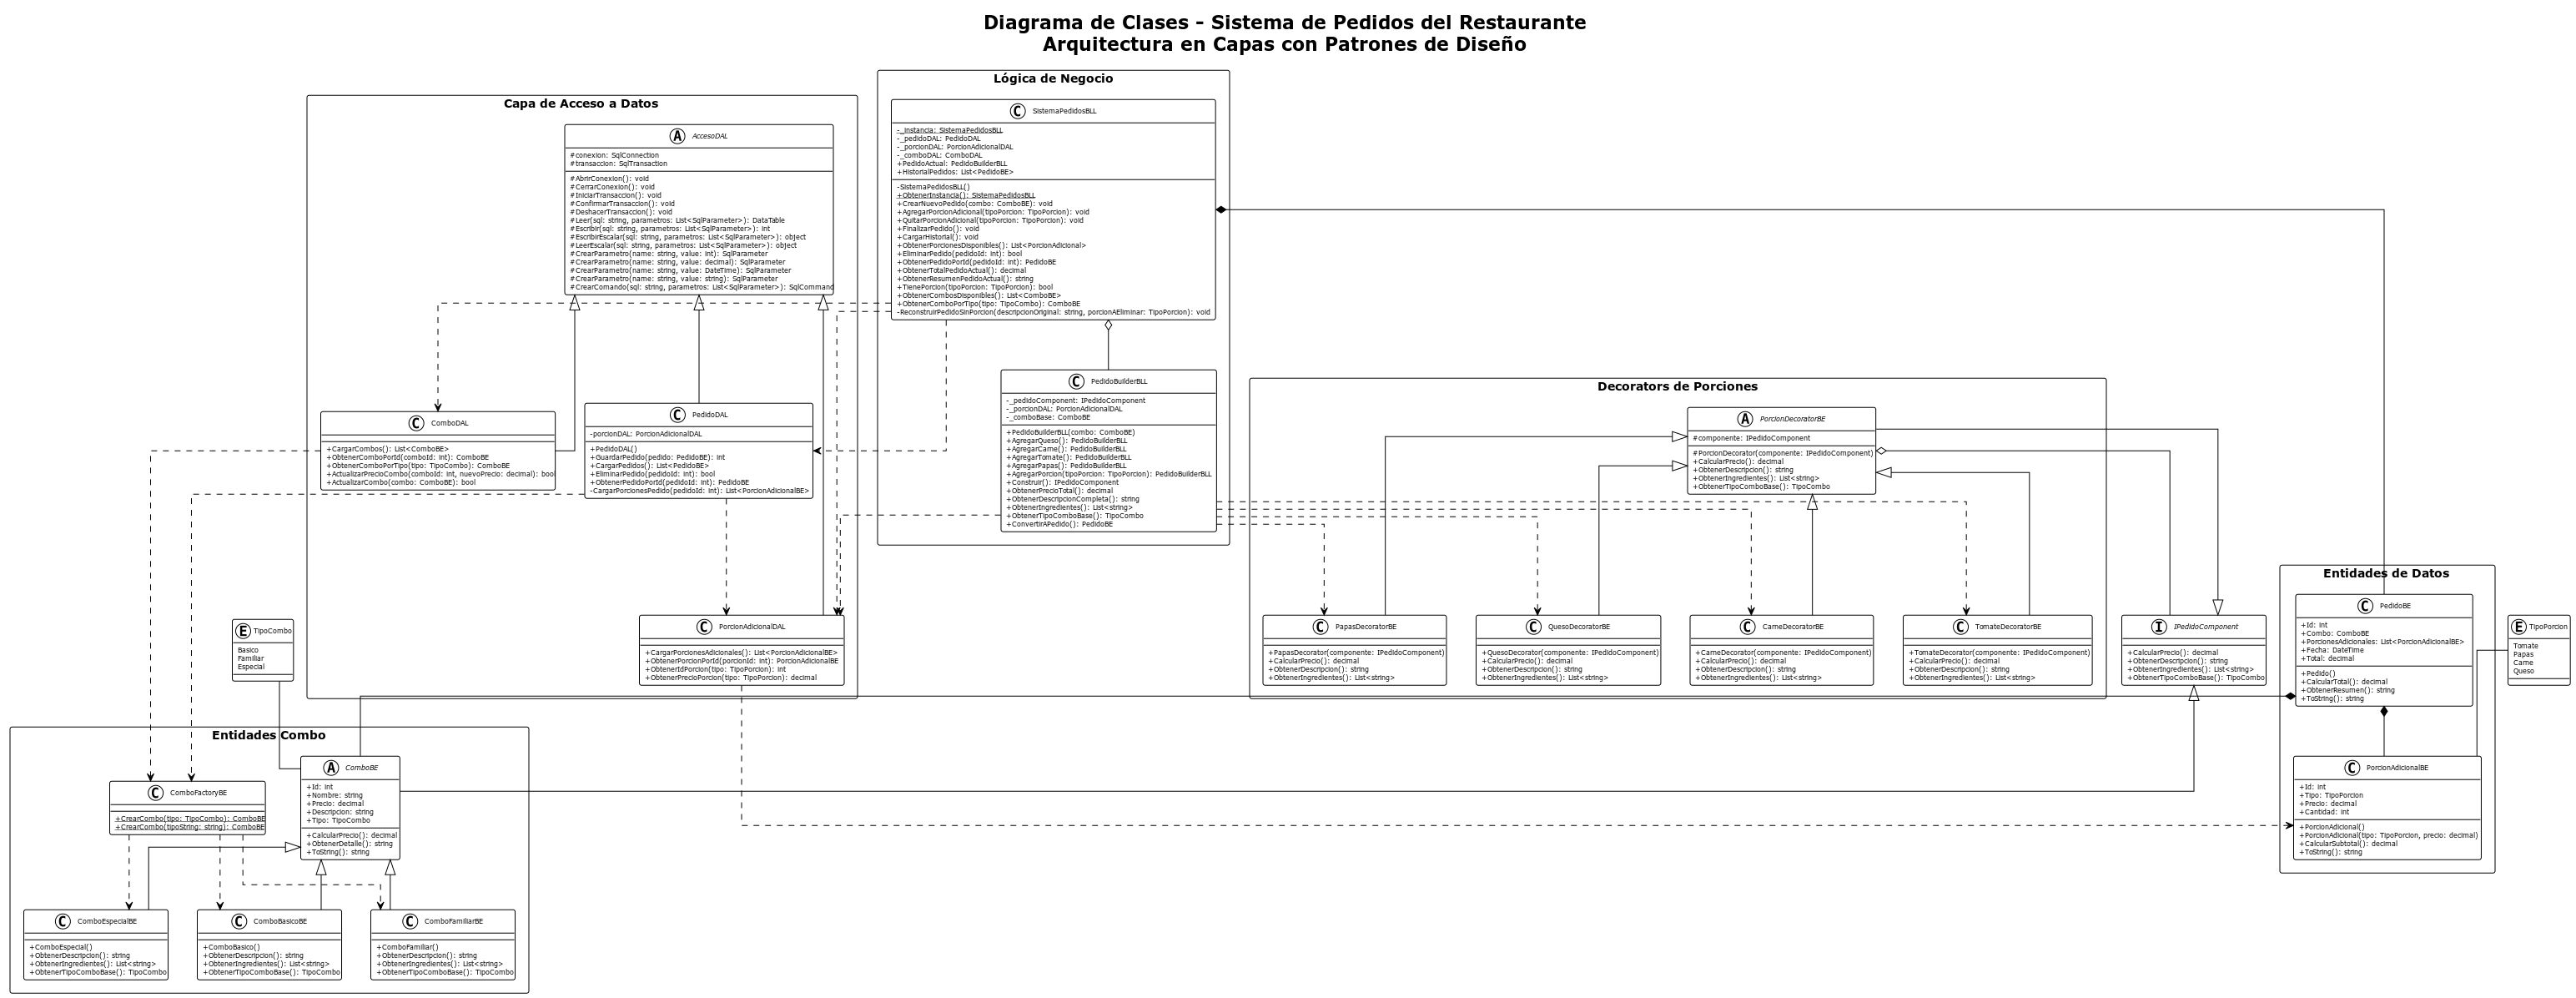 Diagrama de Clases – Sistema de Pedidos del Restaurante
Arquitectura en Capas con Patrones de Diseño
Capa de Acceso a Datos
A AccesoDAL
#conexion: SqlConnection
#transaccion: SqlTransaction
#AbrirConexion(): void
#CerrarConexion(): void
#IniciarTransaccion(): void
#ConfirmarTransaccion(): void
#DeshacerTransaccion(): void
#Leer(sql: string, parametros: List<SqlParameter>): DataTable
#Escribir(sql: string, parametros: List<SqlParameter>): int
#EscribirEscalar(sql: string, parametros: List<SqlParameter>): object
#LeerEscalar(sql: string, parametros: List<SqlParameter>): object
#CrearParametro(name: string, value: int): SqlParameter
#CrearParametro(name: string, value: decimal): SqlParameter
#CrearParametro(name: string, value: DateTime): SqlParameter
#CrearParametro(name: string, value: string): SqlParameter
#CrearComando(sql: string, parametros: List<SqlParameter>): SqlCommand
C ComboDAL
+CargarCombos(): List<ComboBE>
+ObtenerComboPorId(comboId: int): ComboBE
+ObtenerComboPorTipo(tipo: TipoCombo): ComboBE
+ActualizarPrecioCombo(comboId: int, nuevoPrecio: decimal): bool
+ActualizarCombo(combo: ComboBE): bool
C PedidoDAL
-porcionDAL: PorcionAdicionalDAL
+PedidoDAL()
+GuardarPedido(pedido: PedidoBE): int
+CargarPedidos(): List<PedidoBE>
+EliminarPedido(pedidoId: int): bool
+ObtenerPedidoPorId(pedidoId: int): PedidoBE
-CargarPorcionesPedido(pedidoId: int): List<PorcionAdicionalBE>
C PorcionAdicionalDAL
+CargarPorcionesAdicionales(): List<PorcionAdicionalBE>
+ObtenerPorcionPorId(porcionId: int): PorcionAdicionalBE
+ObtenerIdPorcion(tipo: TipoPorcion): int
+ObtenerPrecioPorcion(tipo: TipoPorcion): decimal
Lógica de Negocio
C SistemaPedidosBLL
-_instancia: SistemaPedidosBLL
-_pedidoDAL: PedidoDAL
-_porcionDAL: PorcionAdicionalDAL
-_comboDAL: ComboDAL
+PedidoActual: PedidoBuilderBLL
+HistorialPedidos: List<PedidoBE>
-SistemaPedidosBLL()
+ObtenerInstancia(): SistemaPedidosBLL
+CrearNuevoPedido(combo: ComboBE): void
+AgregarPorcionAdicional(tipoPorcion: TipoPorcion): void
+QuitarPorcionAdicional(tipoPorcion: TipoPorcion): void
+FinalizarPedido(): void
+CargarHistorial(): void
+ObtenerPorcionesDisponibles(): List<PorcionAdicional>
+EliminarPedido(pedidoId: int): bool
+ObtenerPedidoPorId(pedidoId: int): PedidoBE
+ObtenerTotalPedidoActual(): decimal
+ObtenerResumenPedidoActual(): string
+TienePorcion(tipoPorcion: TipoPorcion): bool
+ObtenerCombosDisponibles(): List<ComboBE>
+ObtenerComboPorTipo(tipo: TipoCombo): ComboBE
-ReconstruirPedidoSinPorcion(descripcionOriginal: string, porcionAEliminar: TipoPorcion): void
C PedidoBuilderBLL
-_pedidoComponent: IPedidoComponent
-_porcionDAL: PorcionAdicionalDAL
-_comboBase: ComboBE
+PedidoBuilderBLL(combo: ComboBE)
+AgregarQueso(): PedidoBuilderBLL
+AgregarCarne(): PedidoBuilderBLL
+AgregarTomate(): PedidoBuilderBLL
+AgregarPapas(): PedidoBuilderBLL
+AgregarPorcion(tipoPorcion: TipoPorcion): PedidoBuilderBLL
+Construir(): IPedidoComponent
+ObtenerPrecioTotal(): decimal
+ObtenerDescripcionCompleta(): string
+ObtenerIngredientes(): List<string>
+ObtenerTipoComboBase(): TipoCombo
+ConvertirAPedido(): PedidoBE
Decorators de Porciones
A PorcionDecoratorBE
#componente: IPedidoComponent
#PorcionDecorator(componente: IPedidoComponent)
+CalcularPrecio(): decimal
+ObtenerDescripcion(): string
+ObtenerIngredientes(): List<string>
+ObtenerTipoComboBase(): TipoCombo
C PapasDecoratorBE
+PapasDecorator(componente: IPedidoComponent)
+CalcularPrecio(): decimal
+ObtenerDescripcion(): string
+ObtenerIngredientes(): List<string>
C QuesoDecoratorBE
+QuesoDecorator(componente: IPedidoComponent)
+CalcularPrecio(): decimal
+ObtenerDescripcion(): string
+ObtenerIngredientes(): List<string>
C CarneDecoratorBE
+CarneDecorator(componente: IPedidoComponent)
+CalcularPrecio(): decimal
+ObtenerDescripcion(): string
+ObtenerIngredientes(): List<string>
C TomateDecoratorBE
+TomateDecorator(componente: IPedidoComponent)
+CalcularPrecio(): decimal
+ObtenerDescripcion(): string
+ObtenerIngredientes(): List<string>
I IPedidoComponent
+CalcularPrecio(): decimal
+ObtenerDescripcion(): string
+ObtenerIngredientes(): List<string>
+ObtenerTipoComboBase(): TipoCombo
Entidades de Datos
C PedidoBE
+Id: int
+Combo: ComboBE
+PorcionesAdicionales: List<PorcionAdicionalBE>
+Fecha: DateTime
+Total: decimal
+Pedido()
+CalcularTotal(): decimal
+ObtenerResumen(): string
+ToString(): string
C PorcionAdicionalBE
+Id: int
+Tipo: TipoPorcion
+Precio: decimal
+Cantidad: int
+PorcionAdicional()
+PorcionAdicional(tipo: TipoPorcion, precio: decimal)
+CalcularSubtotal(): decimal
+ToString(): string
E TipoPorcion
Tomate
Papas
Carne
Queso
E TipoCombo
Basico
Familiar
Especial
Entidades Combo
C ComboFactoryBE
+CrearCombo(tipo: TipoCombo): ComboBE
+CrearCombo(tipoString: string): ComboBE
A ComboBE
+Id: int
+Nombre: string
+Precio: decimal
+Descripcion: string
+Tipo: TipoCombo
+CalcularPrecio(): decimal
+ObtenerDetalle(): string
+ToString(): string
C ComboEspecialBE
+ComboEspecial()
+ObtenerDescripcion(): string
+ObtenerIngredientes(): List<string>
+ObtenerTipoComboBase(): TipoCombo
C ComboBasicoBE
+ComboBasico()
+ObtenerDescripcion(): string
+ObtenerIngredientes(): List<string>
+ObtenerTipoComboBase(): TipoCombo
C ComboFamiliarBE
+ComboFamiliar()
+ObtenerDescripcion(): string
+ObtenerIngredientes(): List<string>
+ObtenerTipoComboBase(): TipoCombo